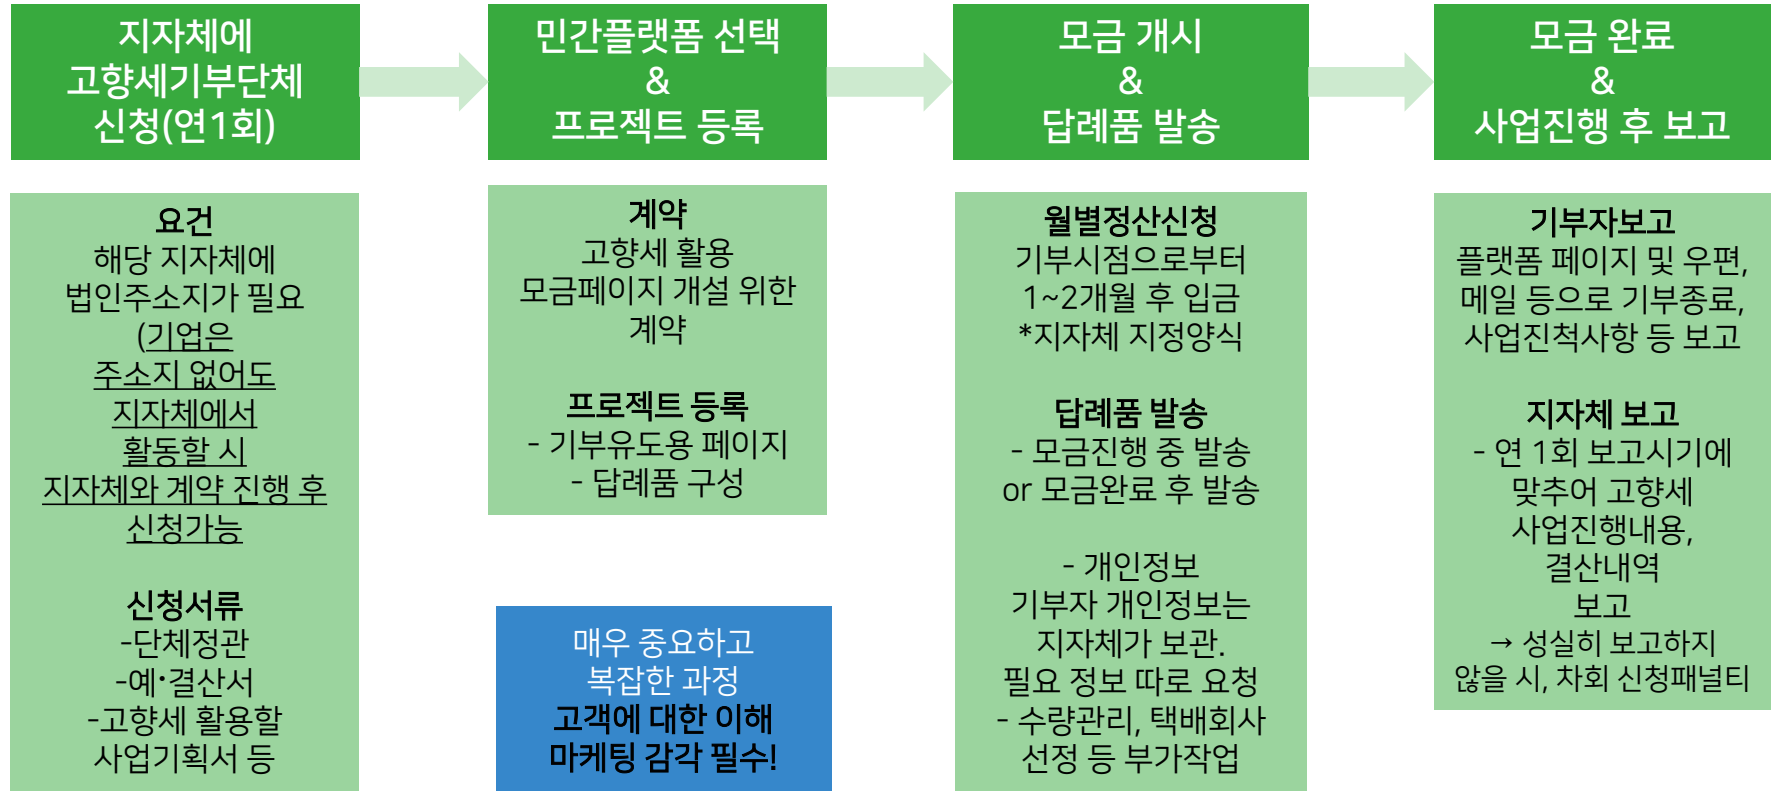 지자체에
고향세기부단체
신청(연1회)
민간플랫폼 선택
&
프로젝트 등록
모금 개시
&
답례품 발송
모금 완료
&
사업진행 후 보고
요건
해당 지자체에
법인주소지가 필요
(기업은
주소지 없어도
지자체에서
활동할 시
지자체와 계약 진행 후
신청가능
신청서류
-단체정관
-예·결산서
-고향세 활용할
사업기획서 등
계약
고향세 활용
모금페이지 개설 위한
계약
프로젝트 등록
- 기부유도용 페이지
- 답례품 구성
매우 중요하고
복잡한 과정
고객에 대한 이해
마케팅 감각 필수!
월별정산신청
기부시점으로부터
1~2개월 후 입금
*지자체 지정양식
답례품 발송
- 모금진행 중 발송
or 모금완료 후 발송
- 개인정보
기부자 개인정보는
지자체가 보관.
필요 정보 따로 요청
- 수량관리, 택배회사
선정 등 부가작업
기부자보고
플랫폼 페이지 및 우편,
메일 등으로 기부종료,
사업진척사항 등 보고
지자체 보고
- 연 1회 보고시기에
맞추어 고향세
사업진행내용,
결산내역
보고
→ 성실히 보고하지
않을 시, 차회 신청패널티